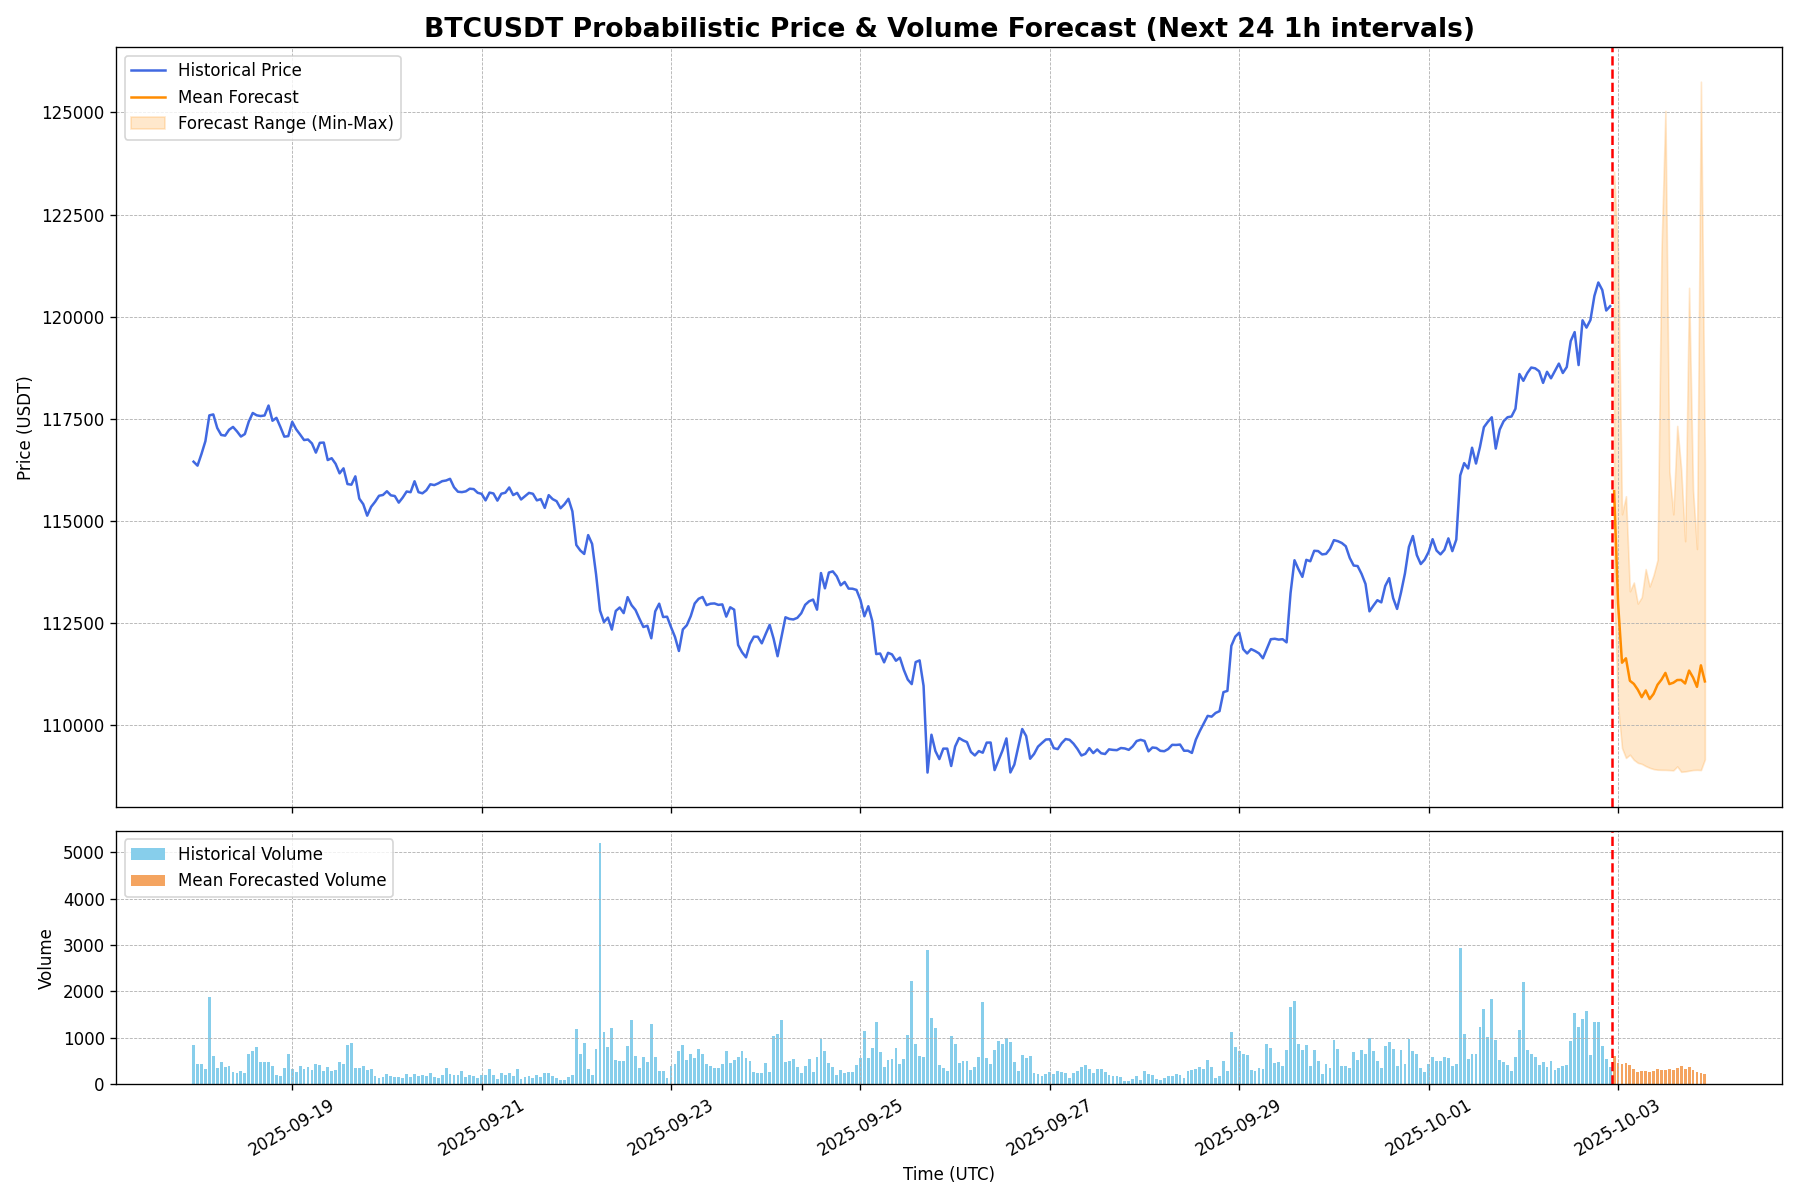 BTCUSDT Probabilistic Price & Volume Forecast (Next 24 1h intervals)
Historical Price
Mean Forecast
Forecast Range (Min-Max)
Price (USDT)
125000
122500
120000
117500
115000
112500
110000
Historical Volume
Mean Forecasted Volume
Volume
5000
4000
3000
2000
1000
0
2025-09-19
2025-09-21
2025-09-23
2025-09-25
2025-09-27
2025-09-29
2025-10-01
2025-10-03
Time (UTC)